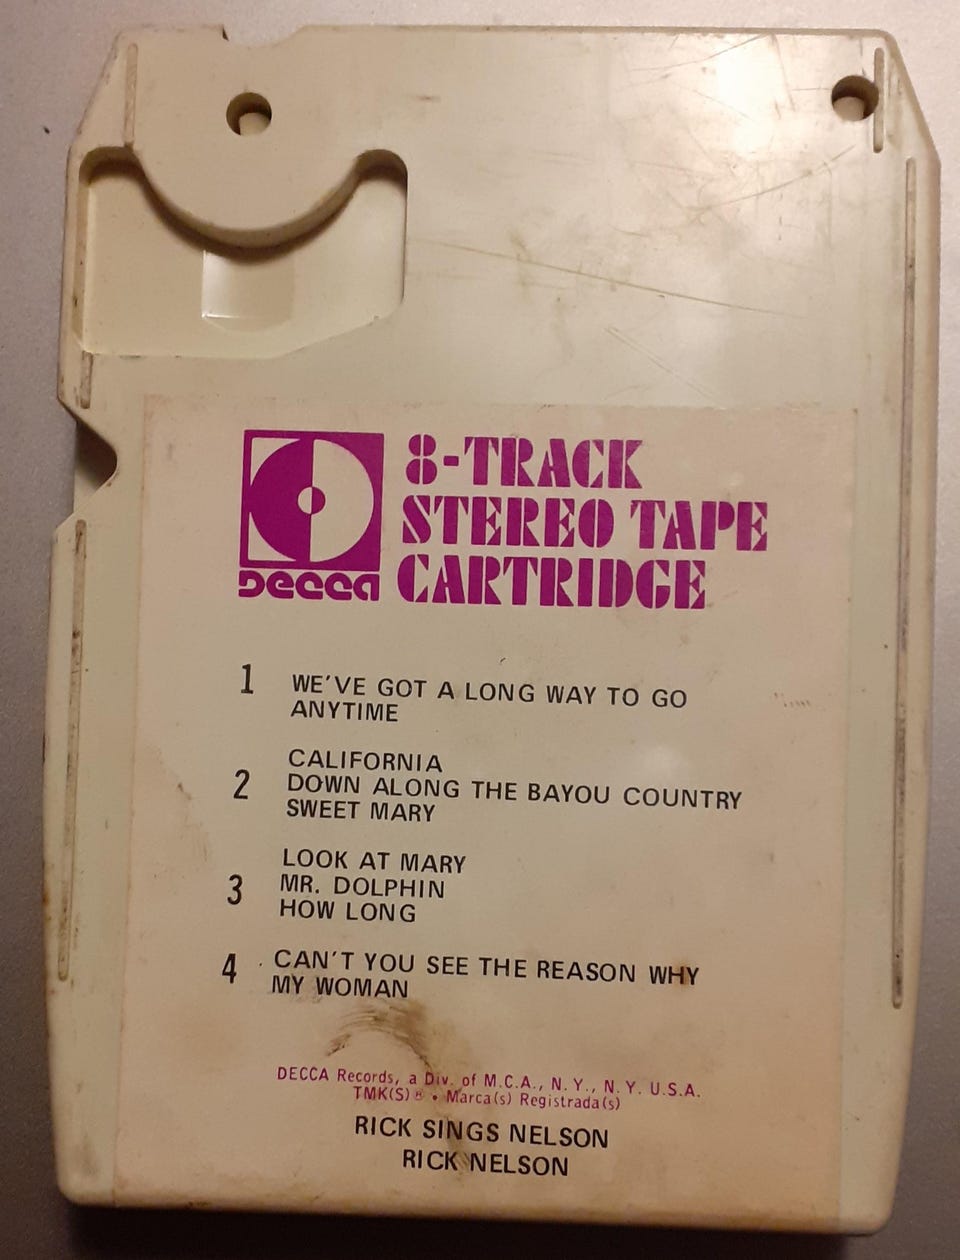 8-TRACK
STEREO TAPE
CARTRIDGE
DECCA
1 WE'VE GOT A LONG WAY TO GO
ANYTIME
2 CALIFORNIA
DOWN ALONG THE BAYOU COUNTRY
SWEET MARY
3 LOOK AT MARY
MR. DOLPHIN
HOW LONG
4 CAN'T YOU SEE THE REASON WHY
MY WOMAN
DECCA Records, a Div. of M.C.A., N.Y., N.Y. U.S.A.
TMK(S)® • Marca(s) Registrada(s)
RICK SINGS NELSON
RICK NELSON